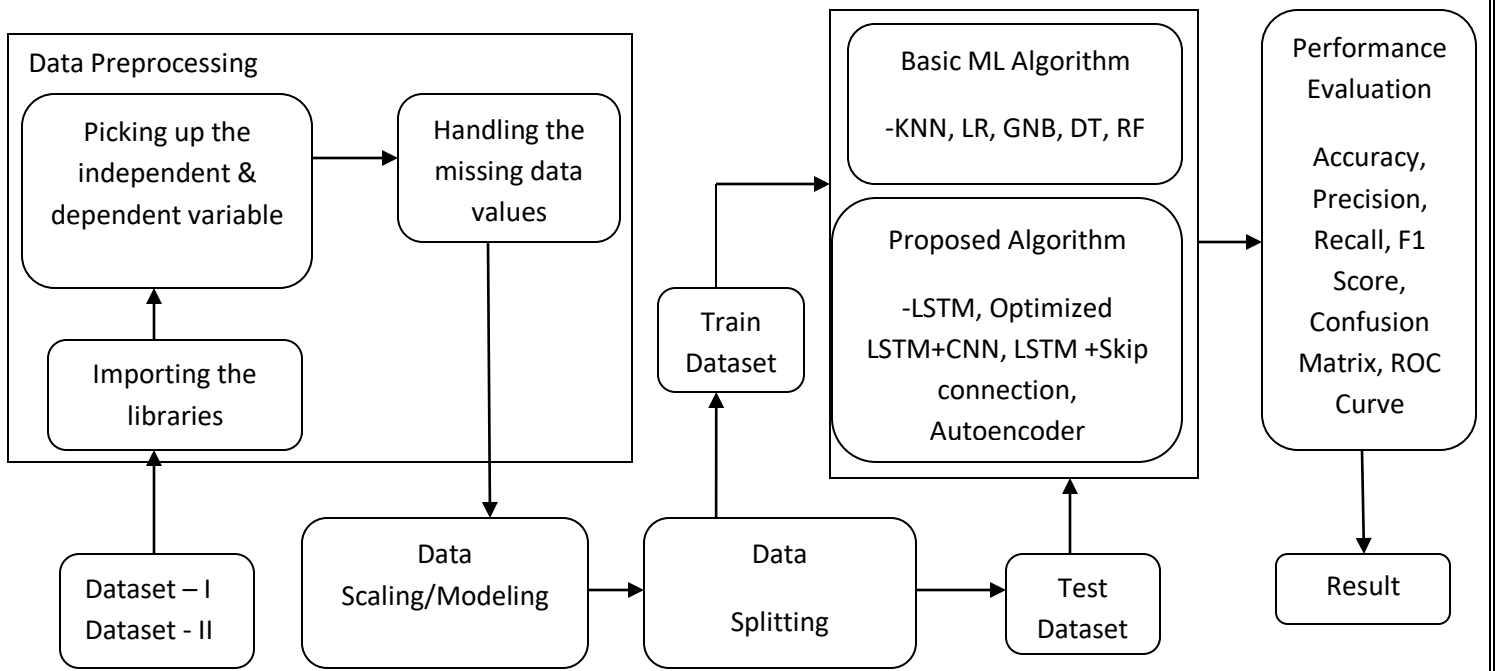 Data Preprocessing
Picking up the
independent &
dependent variable
Handling the
missing data
values
Importing the
libraries
Dataset – I
Dataset - II
Data
Scaling/Modeling
Data
Splitting
Train
Dataset
Test
Dataset
Basic ML Algorithm
-KNN, LR, GNB, DT, RF
Proposed Algorithm
-LSTM, Optimized
LSTM+CNN, LSTM +Skip
connection,
Autoencoder
Performance
Evaluation
Accuracy,
Precision,
Recall, F1
Score,
Confusion
Matrix, ROC
Curve
Result